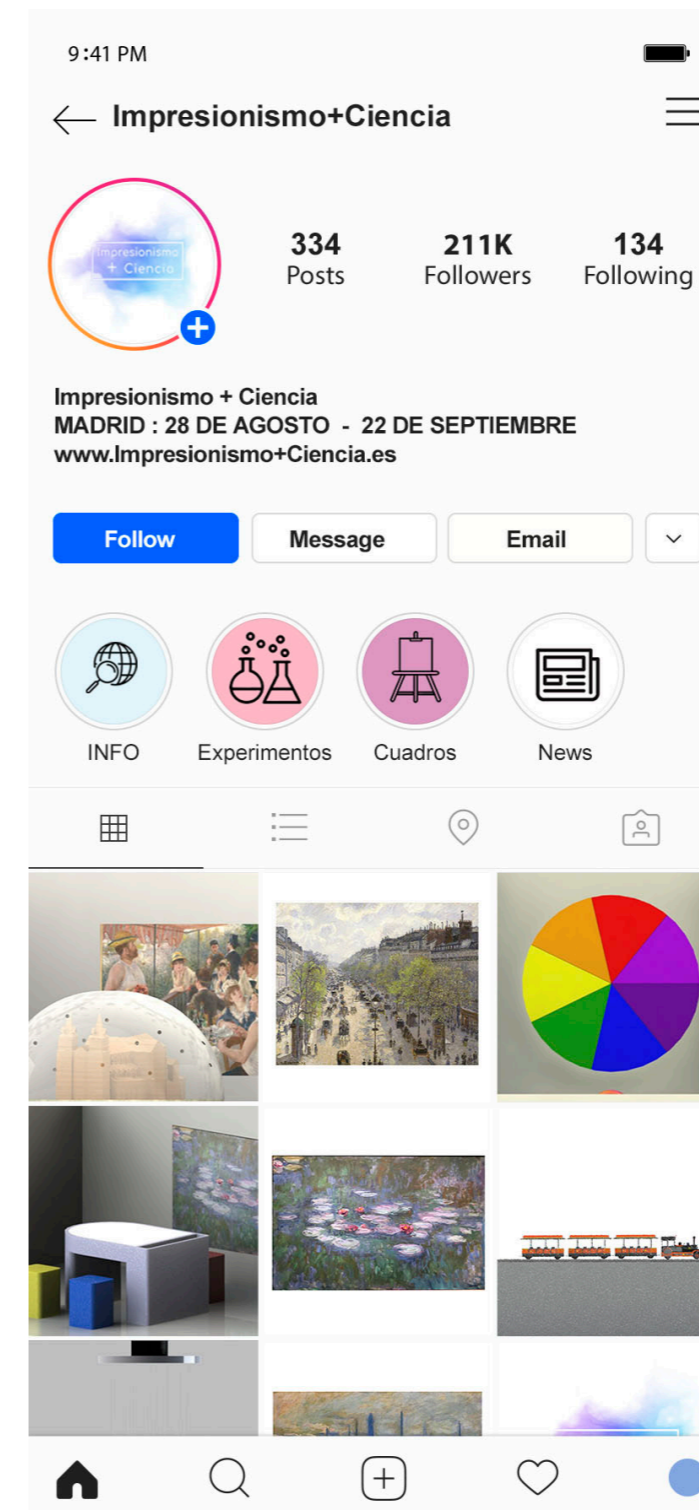 9:41 PM
Impresionismo+Ciencia
Impresionismo
+ Ciencia
334
Posts
211K
Followers
134
Following
Impresionismo + Ciencia
MADRID : 28 DE AGOSTO - 22 DE SEPTIEMBRE
www.Impresionismo+Ciencia.es
Follow
Message
Email
INFO
Experimentos
Cuadros
News